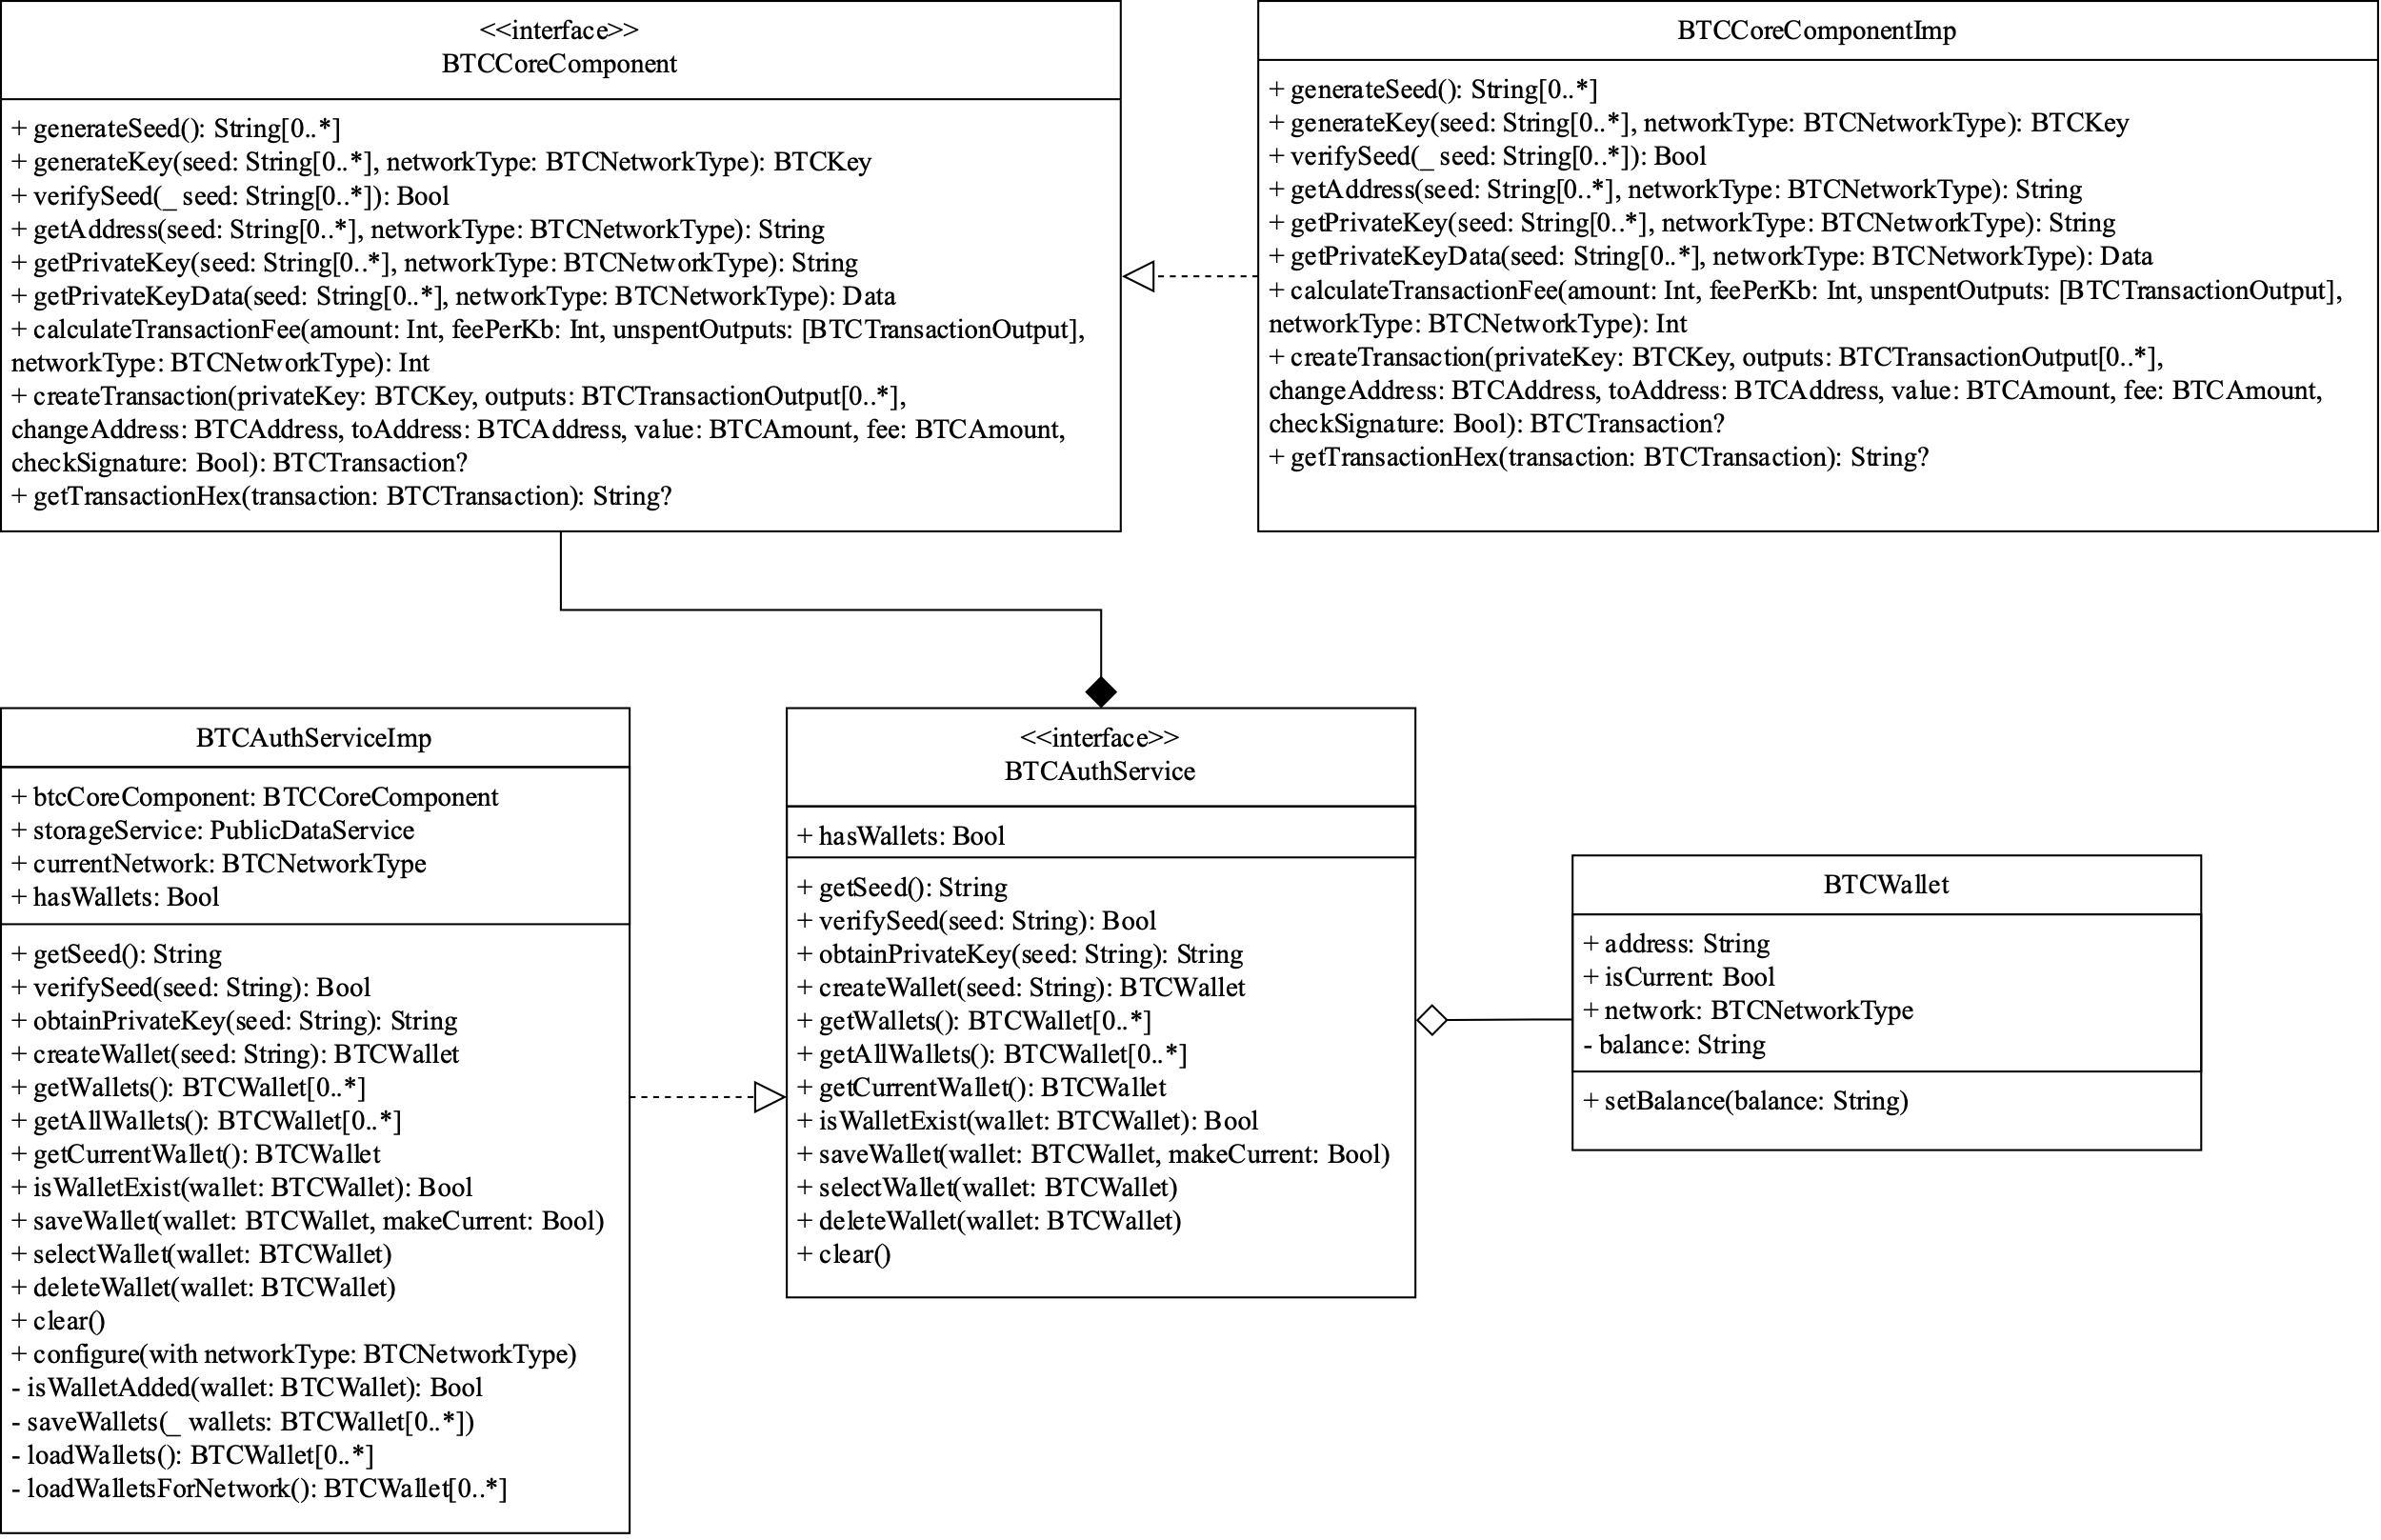 <<interface>>
BTCCoreComponent
+ generateSeed(): String[0..*]
+ generateKey(seed: String[0..*], networkType: BTCNetworkType): BTCKey
+ verifySeed(_ seed: String[0..*]): Bool
+ getAddress(seed: String[0..*], networkType: BTCNetworkType): String
+ getPrivateKey(seed: String[0..*], networkType: BTCNetworkType): String
+ getPrivateKeyData(seed: String[0..*], networkType: BTCNetworkType): Data
+ calculateTransactionFee(amount: Int, feePerKb: Int, unspentOutputs: [BTCTransactionOutput],
networkType: BTCNetworkType): Int
+ createTransaction(privateKey: BTCKey, outputs: BTCTransactionOutput[0..*],
changeAddress: BTCAddress, toAddress: BTCAddress, value: BTCAmount, fee: BTCAmount,
checkSignature: Bool): BTCTransaction?
+ getTransactionHex(transaction: BTCTransaction): String?
BTCCoreComponentImp
+ generateSeed(): String[0..*]
+ generateKey(seed: String[0..*], networkType: BTCNetworkType): BTCKey
+ verifySeed(_ seed: String[0..*]): Bool
+ getAddress(seed: String[0..*], networkType: BTCNetworkType): String
+ getPrivateKey(seed: String[0..*], networkType: BTCNetworkType): String
+ getPrivateKeyData(seed: String[0..*], networkType: BTCNetworkType): Data
+ calculateTransactionFee(amount: Int, feePerKb: Int, unspentOutputs: [BTCTransactionOutput],
networkType: BTCNetworkType): Int
+ createTransaction(privateKey: BTCKey, outputs: BTCTransactionOutput[0..*],
changeAddress: BTCAddress, toAddress: BTCAddress, value: BTCAmount, fee: BTCAmount,
checkSignature: Bool): BTCTransaction?
+ getTransactionHex(transaction: BTCTransaction): String?
BTCAuthServiceImp
+ btcCoreComponent: BTCCoreComponent
+ storageService: PublicDataService
+ currentNetwork: BTCNetworkType
+ hasWallets: Bool
+ getSeed(): String
+ verifySeed(seed: String): Bool
+ obtainPrivateKey(seed: String): String
+ createWallet(seed: String): BTCWallet
+ getWallets(): BTCWallet[0..*]
+ getAllWallets(): BTCWallet[0..*]
+ getCurrentWallet(): BTCWallet
+ isWalletExist(wallet: BTCWallet): Bool
+ saveWallet(wallet: BTCWallet, makeCurrent: Bool)
+ selectWallet(wallet: BTCWallet)
+ deleteWallet(wallet: BTCWallet)
+ clear()
+ configure(with networkType: BTCNetworkType)
- isWalletAdded(wallet: BTCWallet): Bool
- saveWallets(_ wallets: BTCWallet[0..*])
- loadWallets(): BTCWallet[0..*]
- loadWalletsForNetwork(): BTCWallet[0..*]
<<interface>>
BTCAuthService
+ hasWallets: Bool
+ getSeed(): String
+ verifySeed(seed: String): Bool
+ obtainPrivateKey(seed: String): String
+ createWallet(seed: String): BTCWallet
+ getWallets(): BTCWallet[0..*]
+ getAllWallets(): BTCWallet[0..*]
+ getCurrentWallet(): BTCWallet
+ isWalletExist(wallet: BTCWallet): Bool
+ saveWallet(wallet: BTCWallet, makeCurrent: Bool)
+ selectWallet(wallet: BTCWallet)
+ deleteWallet(wallet: BTCWallet)
+ clear()
BTCWallet
+ address: String
+ isCurrent: Bool
+ network: BTCNetworkType
- balance: String
+ setBalance(balance: String)